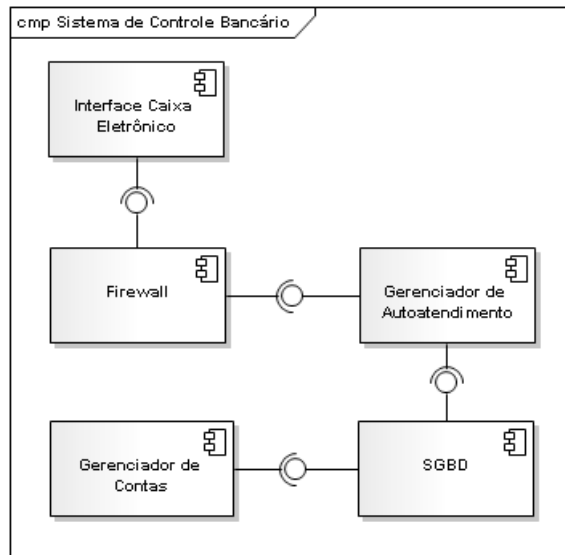 cmp Sistema de Controle Bancário
Interface Caixa
Eletrônico
Firewall
Gerenciador de
Autoatendimento
Gerenciador de
Contas
SGBD